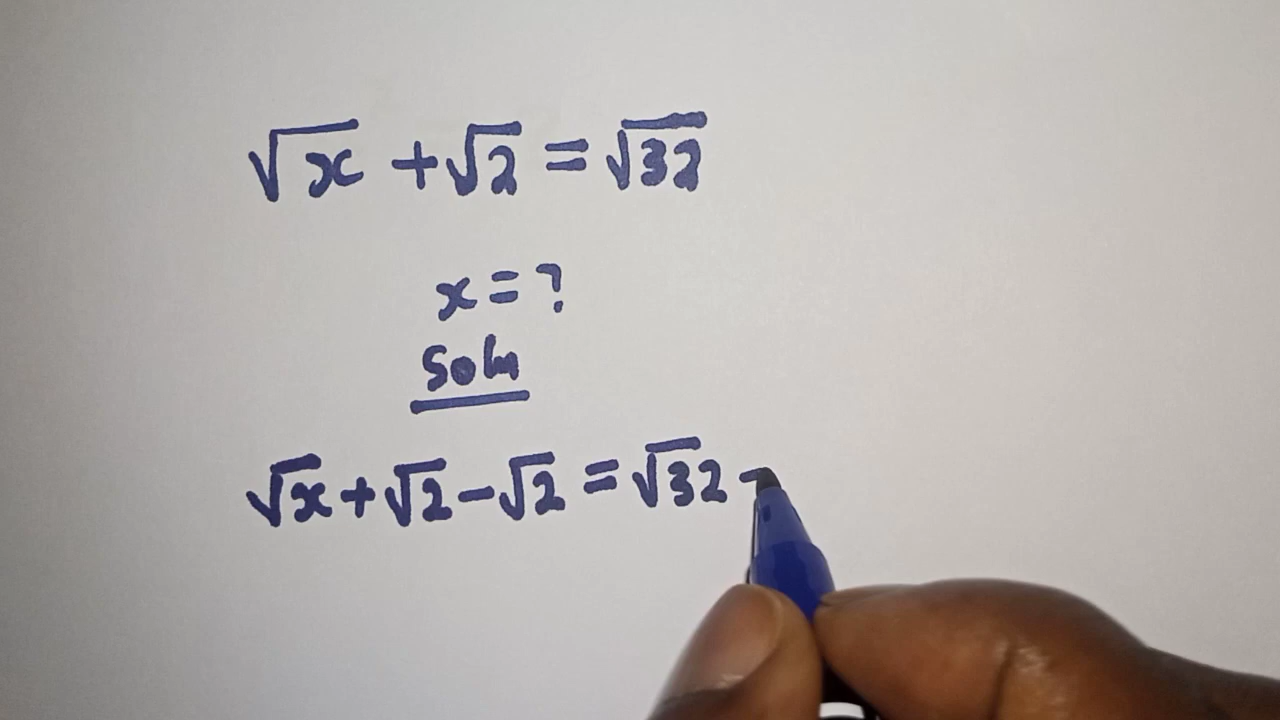 √x + √2 = √32
x = ?
Soln
√x + √2 - √2 = √32 -